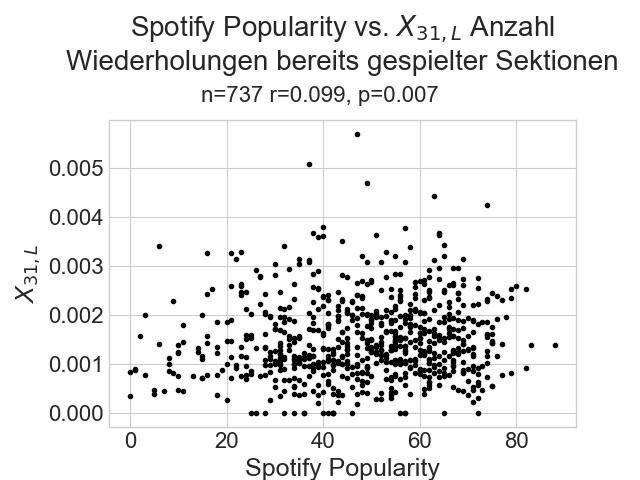 Spotify Popularity vs. X₃₁,L Anzahl
Wiederholungen bereits gespielter Sektionen
n=737 r=0.099, p=0.007
0.005
0.004
0.003
0.002
0.001
0.000
X₃₁,L
0 20 40 60 80
Spotify Popularity